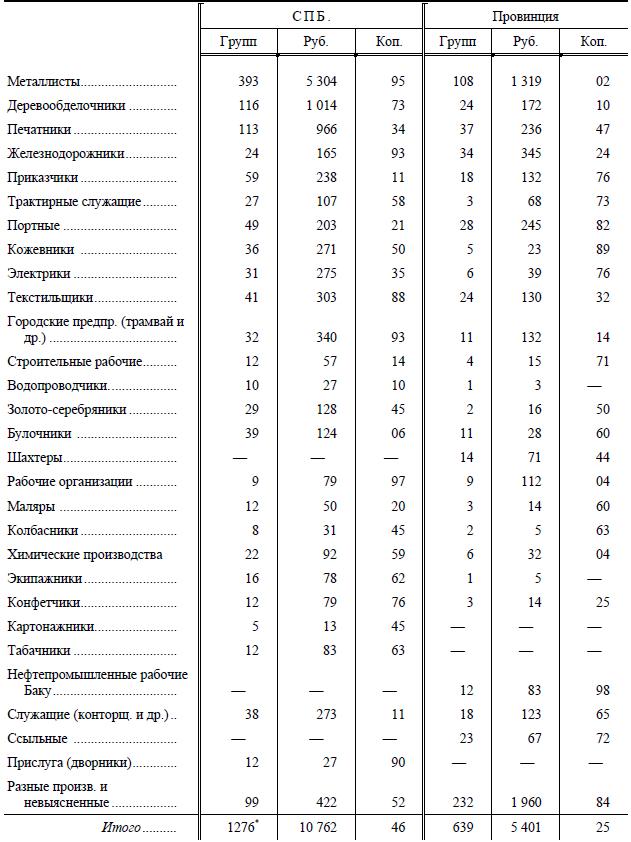 СПБ. Провинция
Групп Руб. Коп. Групп Руб. Коп.
Металлисты............................ 393 5 304 95 108 1 319 02
Деревообделочники ............... 116 1 014 73 24 172 10
Печатники .............................. 113 966 34 37 236 47
Железнодорожники............... 24 165 93 34 345 24
Приказчики ............................ 59 238 11 18 132 76
Трактирные служащие.......... 27 107 58 3 68 73
Портные ................................. 49 203 21 28 245 82
Кожевники ............................ 36 271 50 5 23 89
Электрики .............................. 31 275 35 6 39 76
Текстильщики........................ 41 303 88 24 130 32
Городские предпр. (трамвай и
др.) ..................................... 32 340 93 11 132 14
Строительные рабочие.......... 12 57 14 4 15 71
Водопроводчики.................... 10 27 10 1 3 —
Золото-серебряники .............. 29 128 45 2 16 50
Булочники ............................. 39 124 06 11 28 60
Шахтеры................................. — — — 14 71 44
Рабочие организации ............ 9 79 97 9 112 04
Маляры .................................. 12 50 20 3 14 60
Колбасники ............................ 8 31 45 2 5 63
Химические производства 22 92 59 6 32 04
Экипажники ........................... 16 78 62 1 5 —
Конфетчики............................ 12 79 76 3 14 25
Картонажники........................ 5 13 45 — — —
Табачники .............................. 12 83 63 — — —
Нефтепромышленные рабочие
Баку.................................... — — — 12 83 98
Служащие (конторщ. и др.) .. 38 273 11 18 123 65
Ссыльные .............................. — — — 23 67 72
Прислуга (дворники)............. 12 27 90 — — —
Разные произв. и
невыясненные ................... 99 422 52 232 1 960 84
Итого .......... 1276* 10 762 46 639 5 401 25